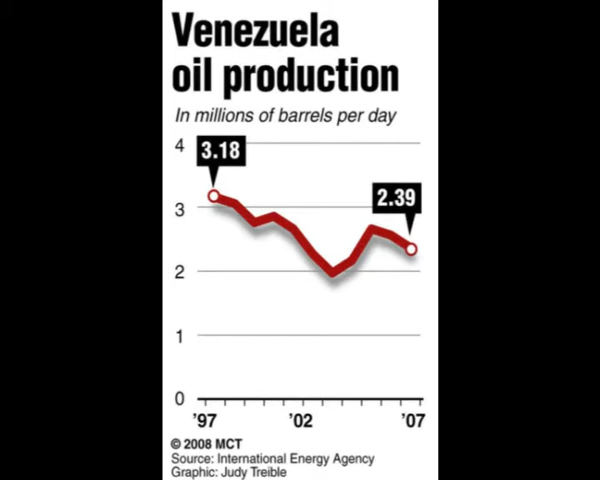 Venezuela
oil production
In millions of barrels per day
4
3.18
2.39
3
2
1
0
’97
’02
’07
© 2008 MCT
Source: International Energy Agency
Graphic: Judy Treible